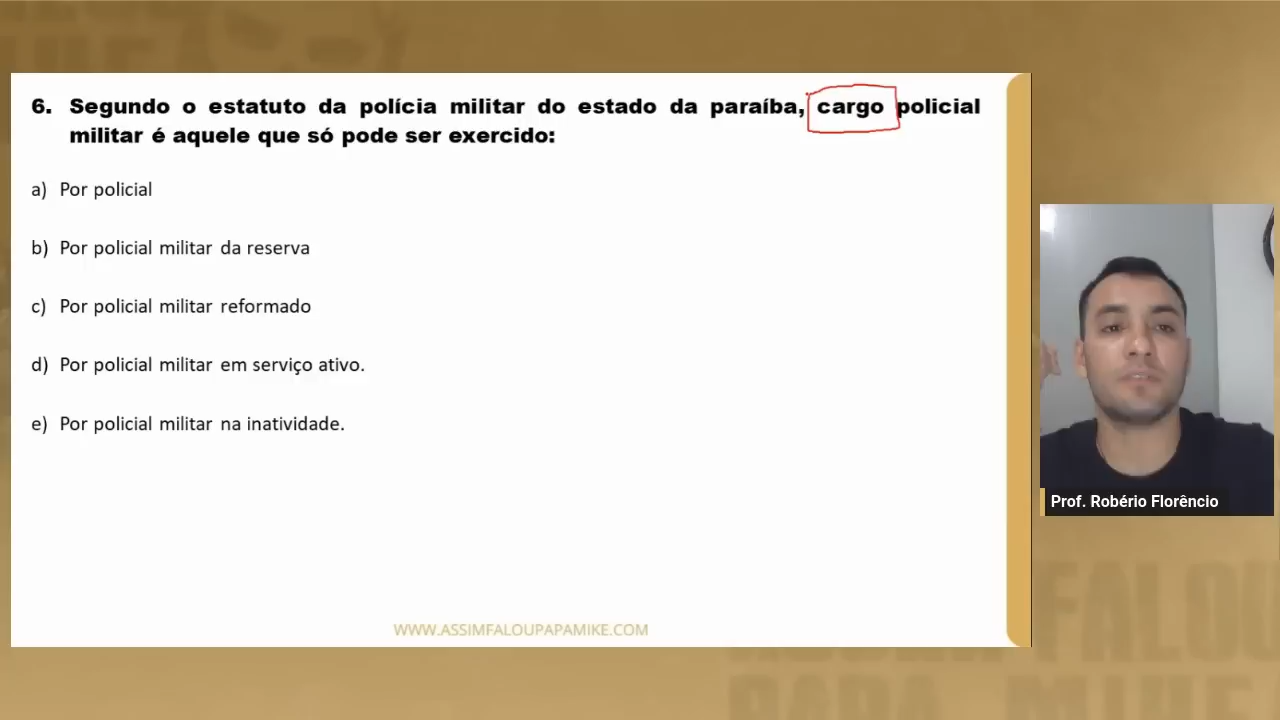 6. Segundo o estatuto da polícia militar do estado da paraíba, cargo policial
militar é aquele que só pode ser exercido:
a) Por policial
b) Por policial militar da reserva
c) Por policial militar reformado
d) Por policial militar em serviço ativo.
e) Por policial militar na inatividade.
WWW.ASSIMFALOUPAPAMIKE.COM
Prof. Robério Florêncio